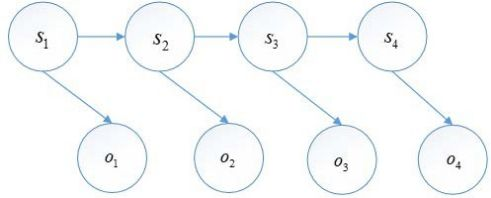 s₁ s₂ s₃ s₄
o₁ o₂ o₃ o₄